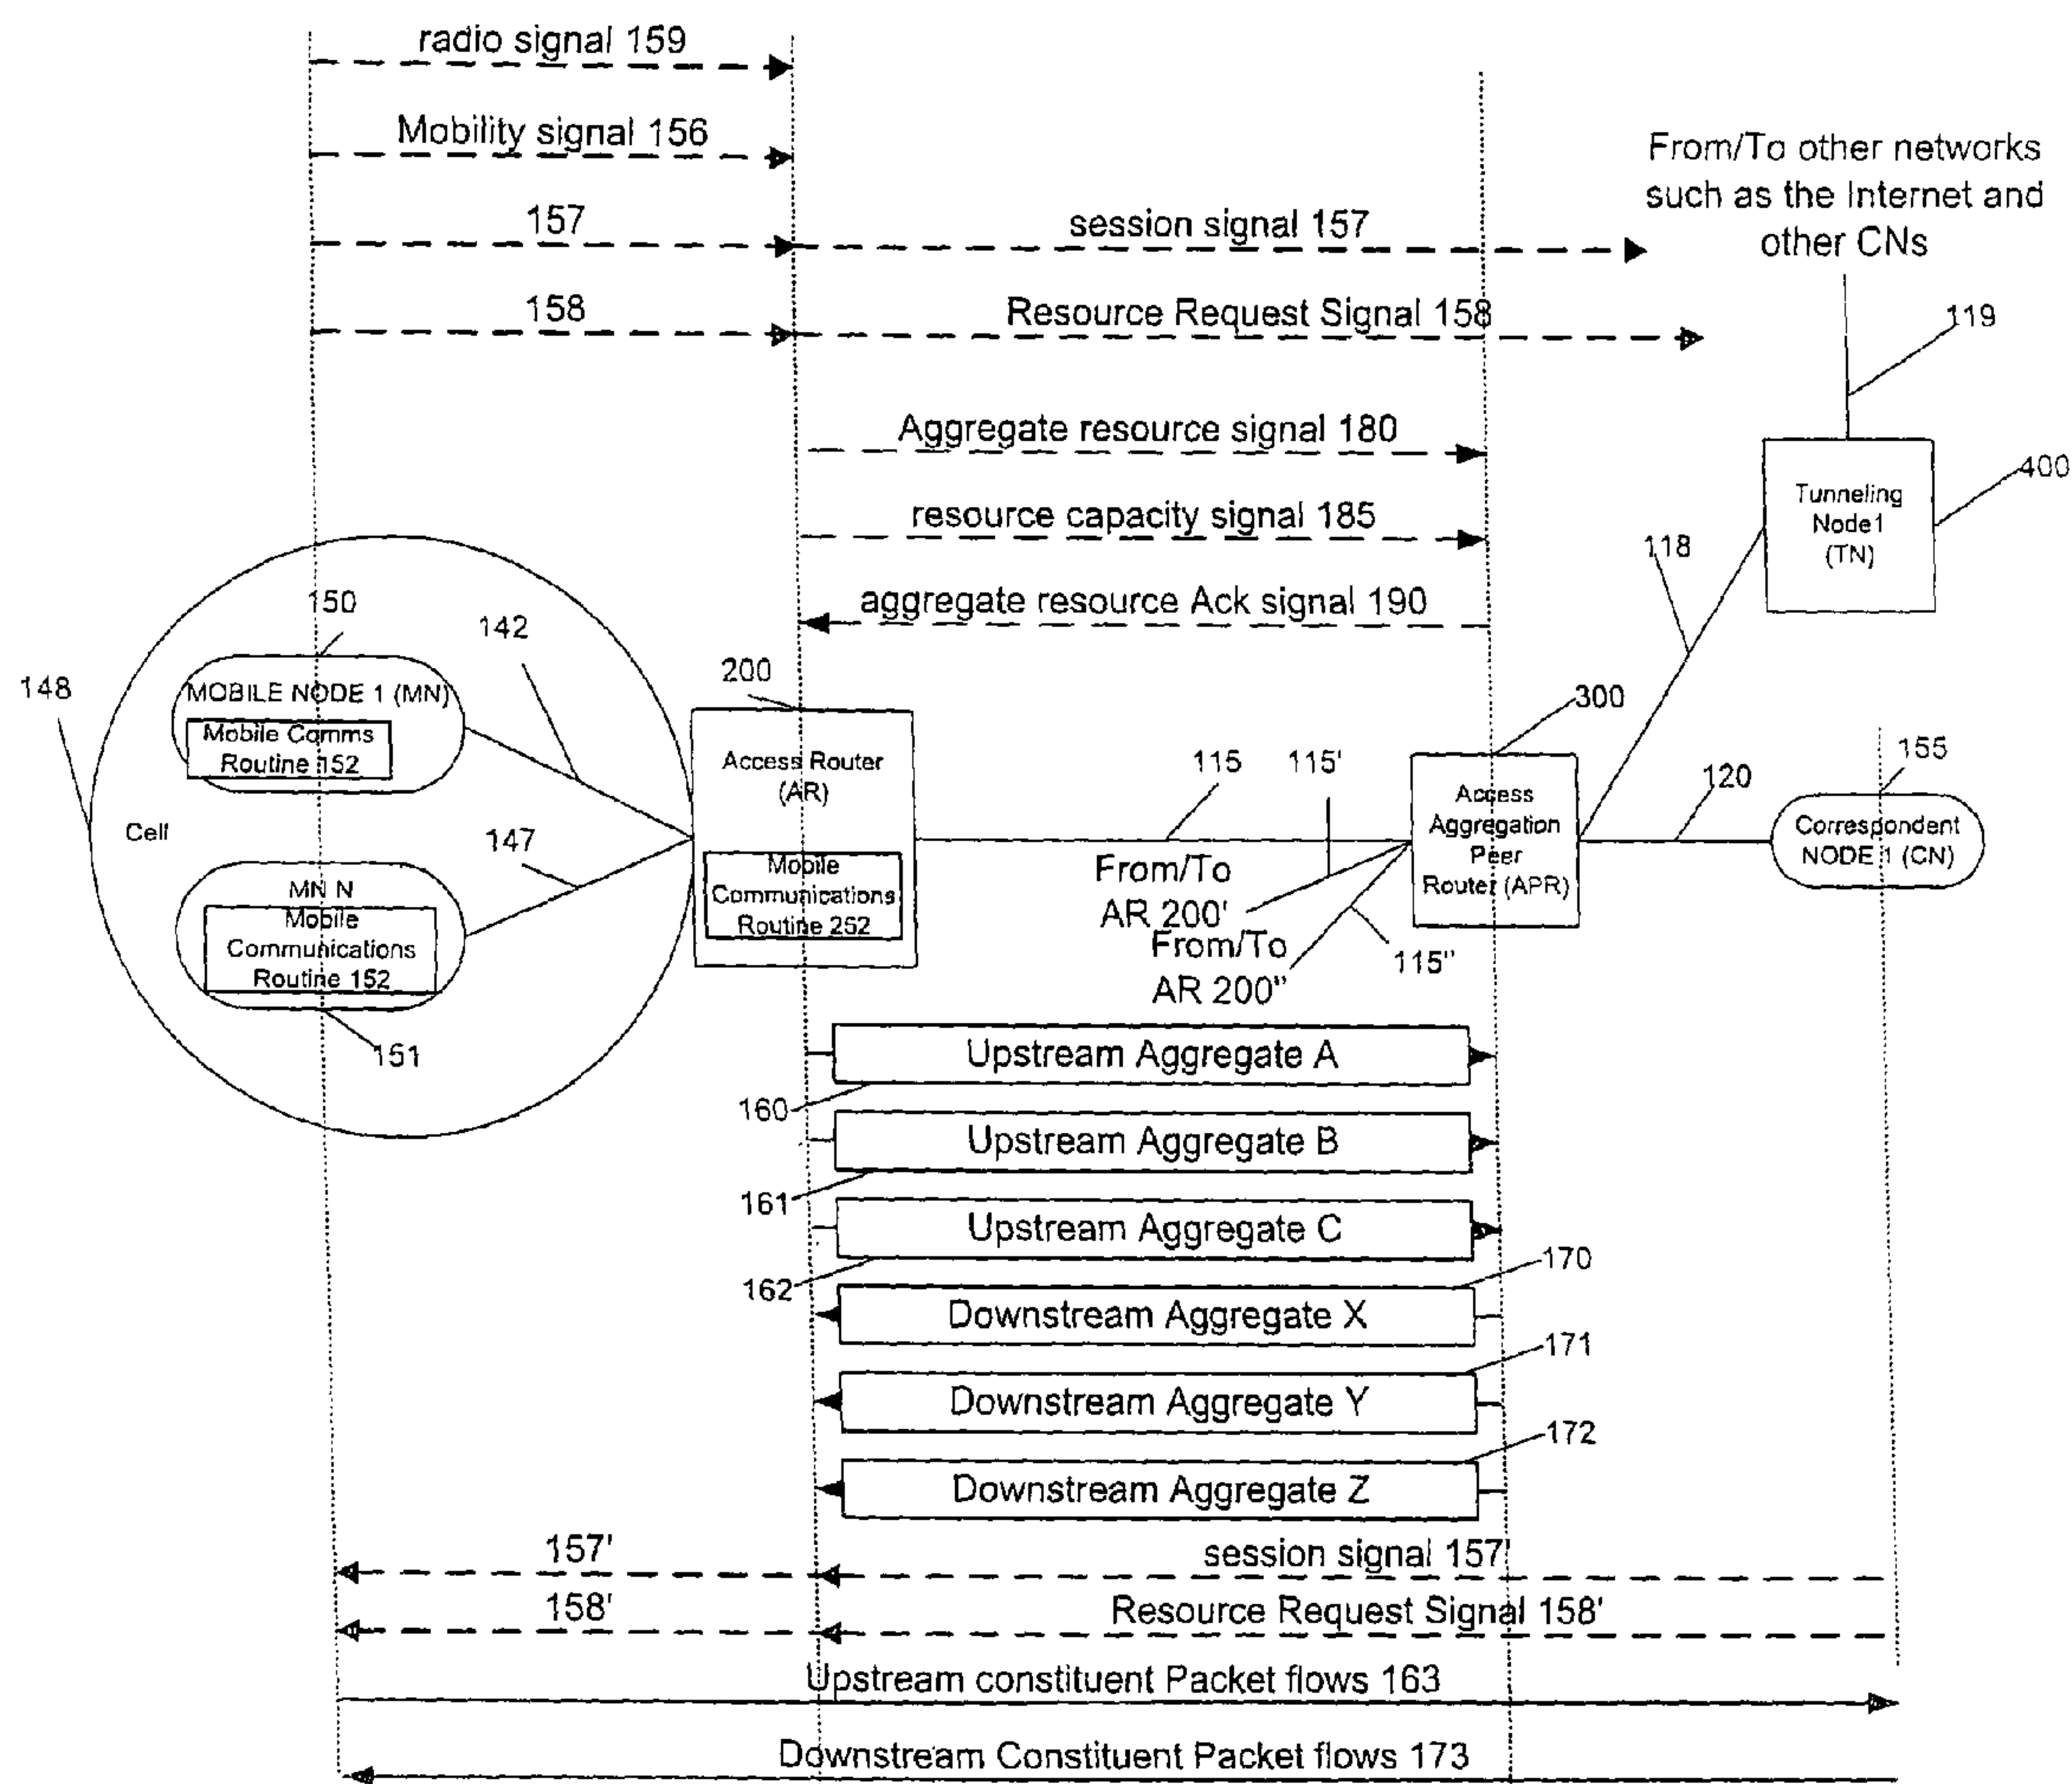 radio signal 159
Mobility signal 156
From/To other networks
such as the Internet and
other CNs
157
session signal 157
158
Resource Request Signal 158
119
Aggregate resource signal 180
400
Tunneling
Node1
(TN)
resource capacity signal 185
118
150
142
aggregate resource Ack signal 190
148
200
300
MOBILE NODE 1 (MN)
Mobile Comms
Routine 152
Access Router
(AR)
115
115'
155
120
Access
Aggregation
Peer
Router (APR)
Correspondent
NODE 1 (CN)
Cell
147
Mobile
Communications
Routine 252
From/To
AR 200'
From/To
AR 200"
115"
MN N
Mobile
Communications
Routine 152
151
Upstream Aggregate A
160
Upstream Aggregate B
161
Upstream Aggregate C
162
170
Downstream Aggregate X
171
Downstream Aggregate Y
172
Downstream Aggregate Z
157'
session signal 157'
158'
Resource Request Signal 158'
Upstream constituent Packet flows 163
Downstream Constituent Packet flows 173